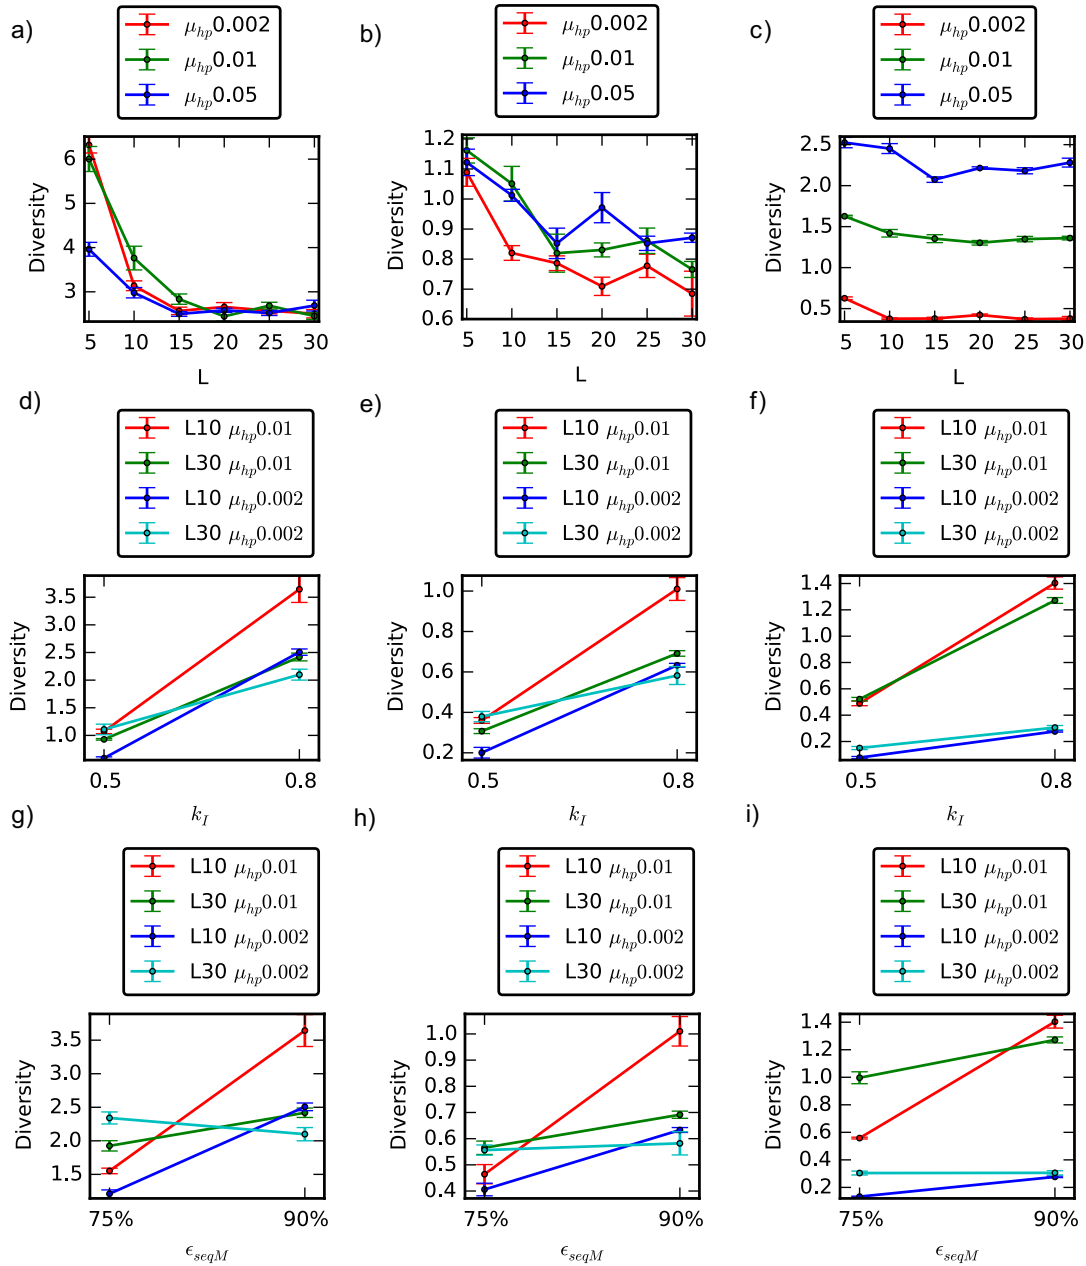 a)
μhp0.002
μhp0.01
μhp0.05
Diversity
6
4
3
5 10 15 20 25 30
L
b)
μhp0.002
μhp0.01
μhp0.05
Diversity
1.2
1.1
1.0
0.9
0.8
0.7
0.6
5 10 15 20 25 30
L
c)
μhp0.002
μhp0.01
μhp0.05
Diversity
2.5
2.0
1.5
1.0
0.5
5 10 15 20 25 30
L
d)
L10 μhp0.01
L30 μhp0.01
L10 μhp0.002
L30 μhp0.002
Diversity
3.5
2.5
2.0
1.0
0.5 0.8
kI
e)
L10 μhp0.01
L30 μhp0.01
L10 μhp0.002
L30 μhp0.002
Diversity
1.0
0.8
0.6
0.4
0.2
0.5 0.8
kI
f)
L10 μhp0.01
L30 μhp0.01
L10 μhp0.002
L30 μhp0.002
Diversity
1.4
1.2
1.0
0.8
0.6
0.4
0.2
0.5 0.8
kI
g)
L10 μhp0.01
L30 μhp0.01
L10 μhp0.002
L30 μhp0.002
Diversity
3.5
2.5
2.0
1.5
75% 90%
ϵseqM
h)
L10 μhp0.01
L30 μhp0.01
L10 μhp0.002
L30 μhp0.002
Diversity
1.0
0.9
0.8
0.7
0.6
0.5
0.4
75% 90%
ϵseqM
i)
L10 μhp0.01
L30 μhp0.01
L10 μhp0.002
L30 μhp0.002
Diversity
1.4
1.2
1.0
0.8
0.6
0.4
0.2
75% 90%
ϵseqM